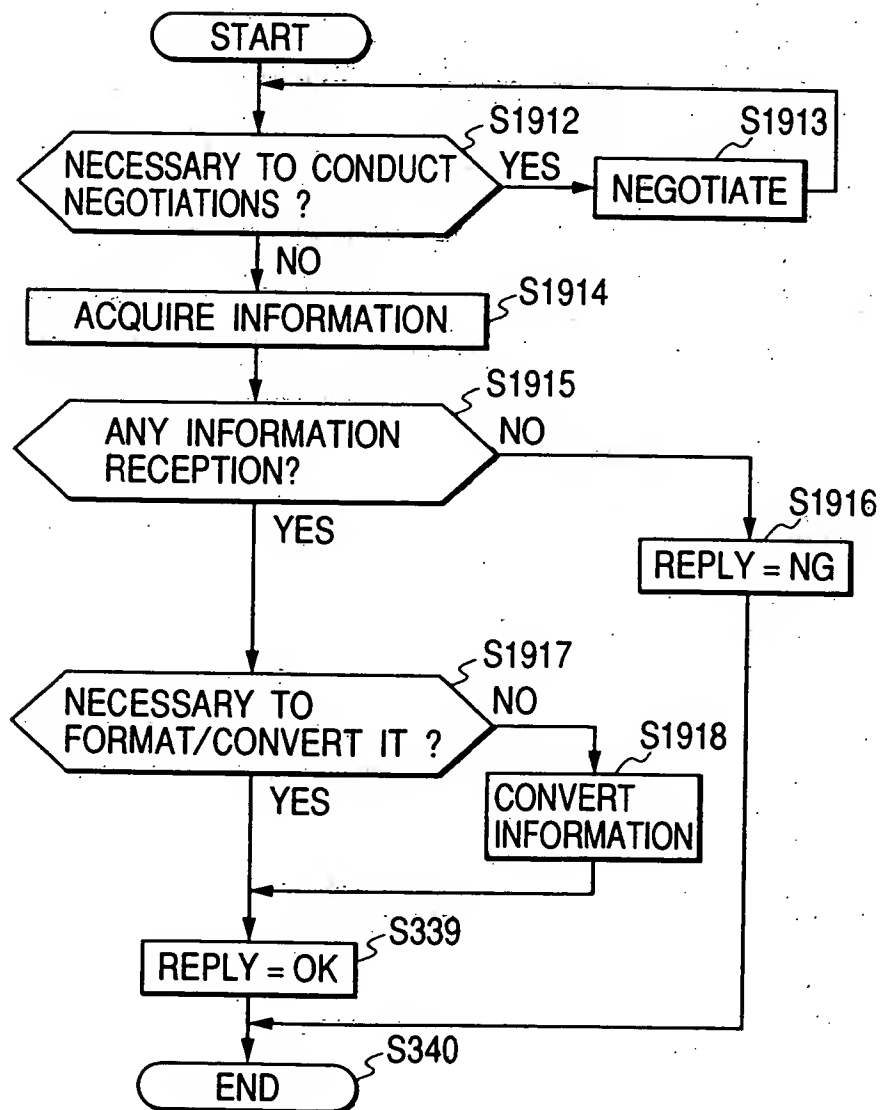 START
S1912
S1913
NECESSARY TO CONDUCT
NEGOTIATIONS ?
YES
NEGOTIATE
NO
S1914
ACQUIRE INFORMATION
S1915
ANY INFORMATION
RECEPTION?
NO
YES
S1916
REPLY = NG
S1917
NECESSARY TO
FORMAT/CONVERT IT ?
NO
YES
S1918
CONVERT
INFORMATION
S339
REPLY = OK
S340
END